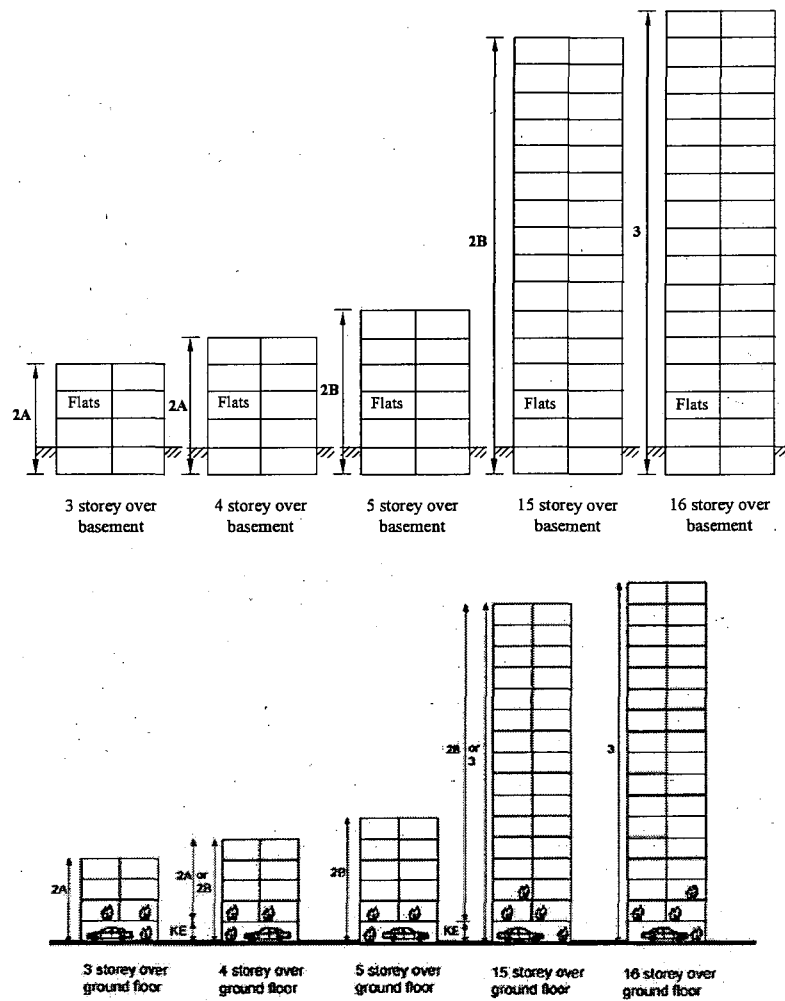 2B
3
2B
2A
2A
Flats
Flats
Flats
Flats
Flats
3 storey over
basement
4 storey over
basement
5 storey over
basement
15 storey over
basement
16 storey over
basement
2B or
3
3
2A or
2B
2B
2A
KE
KE
3 storey over
ground floor
4 storey over
ground floor
5 storey over
ground floor
15 storey over
ground floor
16 storey over
ground floor